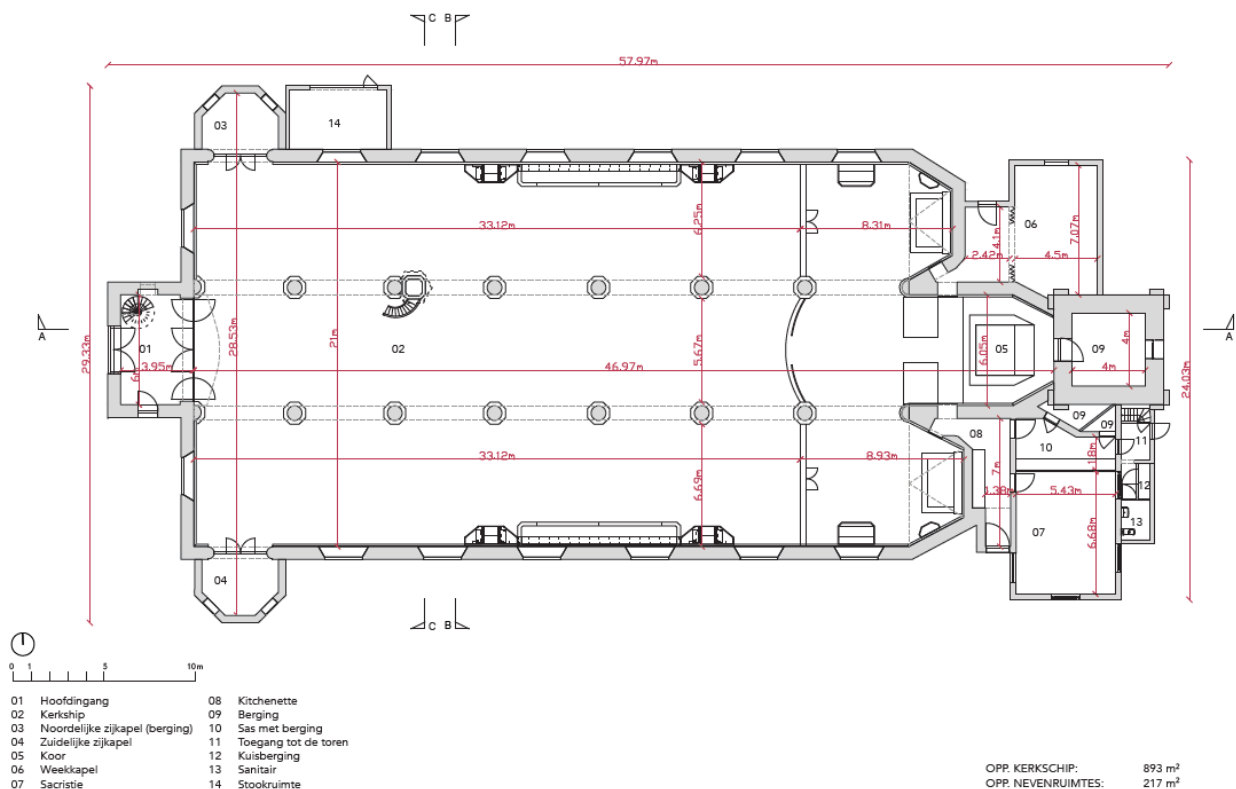 C B
57.97m
03
14
29.33m
28.53m
21m
6.25m
33.12m
8.31m
4.1m
06
7.07m
2.42m
4.5m
A
01
3.95m
6m
02
46.97m
5.67m
6.05m
05
09
4m
4m
A
24.03m
33.12m
6.69m
8.93m
08
7m
1.38m
09
09
10
11
1.8m
5.43m
12
13
07
6.68m
04
C B
0 1 5 10m
01 Hoofdingang
02 Kerkship
03 Noordelijke zijkapel (berging)
04 Zuidelijke zijkapel
05 Koor
06 Weekkapel
07 Sacristie
08 Kitchenette
09 Berging
10 Sas met berging
11 Toegang tot de toren
12 Kuisberging
13 Sanitair
14 Stookruimte
OPP. KERKSCHIP: 893 m²
OPP. NEVENRUIMTES: 217 m²